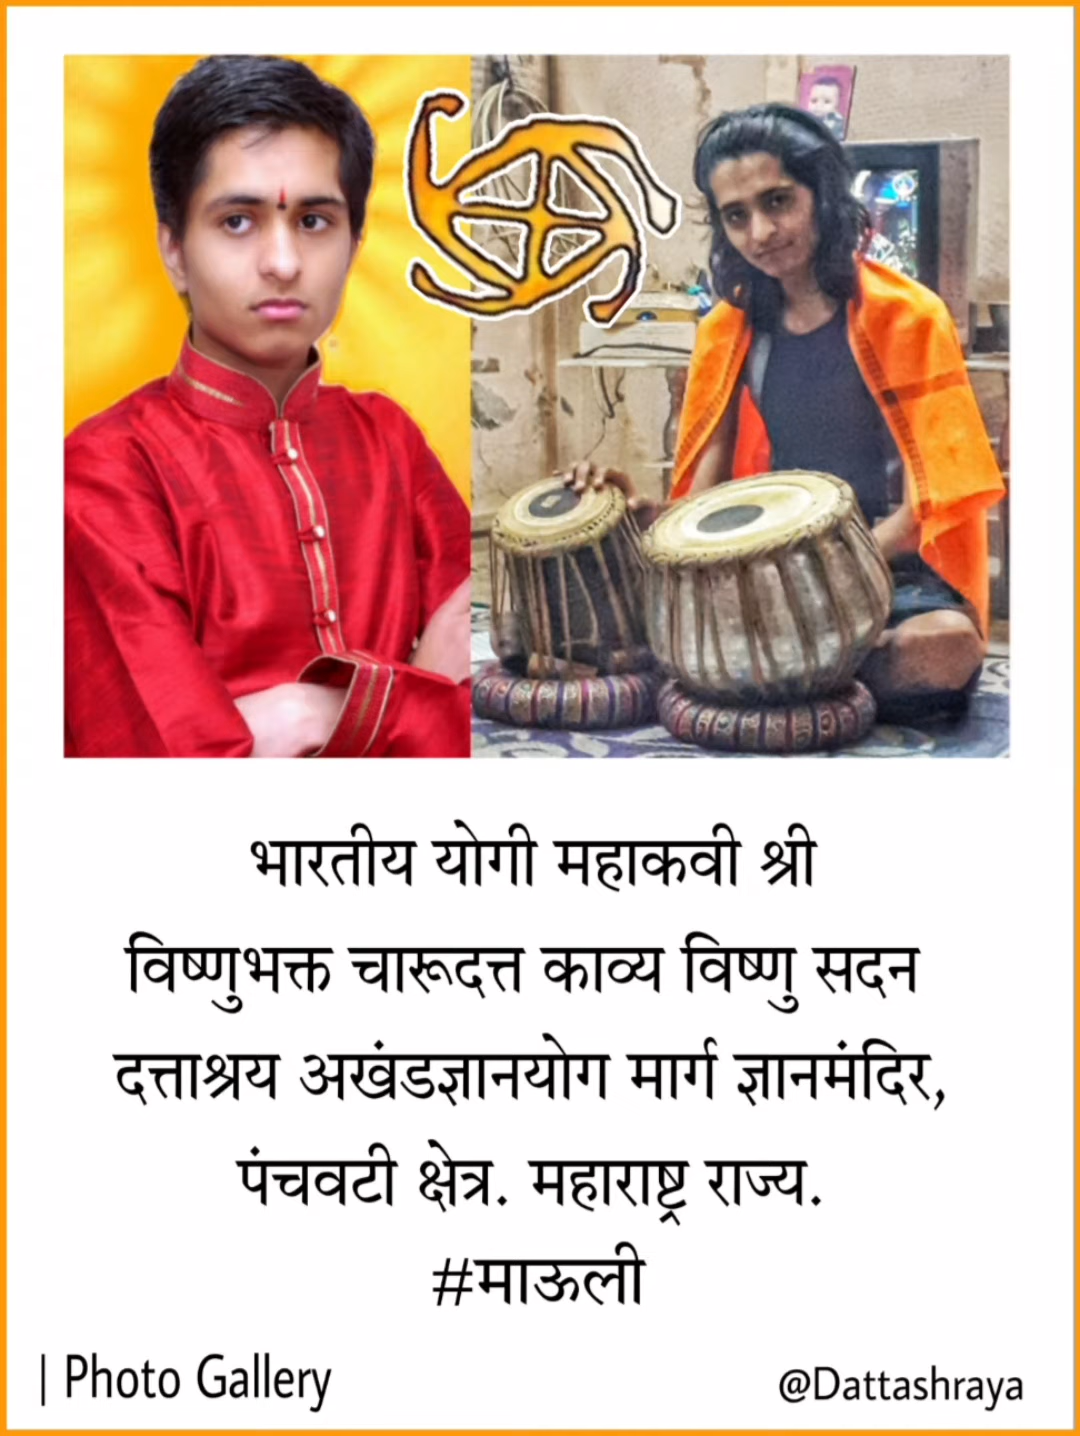 भारतीय योगी महाकवी श्री
विष्णुभक्त चारूदत्त काव्य विष्णु सदन
दत्ताश्रय अखंडज्ञानयोग मार्ग ज्ञानमंदिर,
पंचवटी क्षेत्र. महाराष्ट्र राज्य.
#माऊली
| Photo Gallery
@Dattashraya